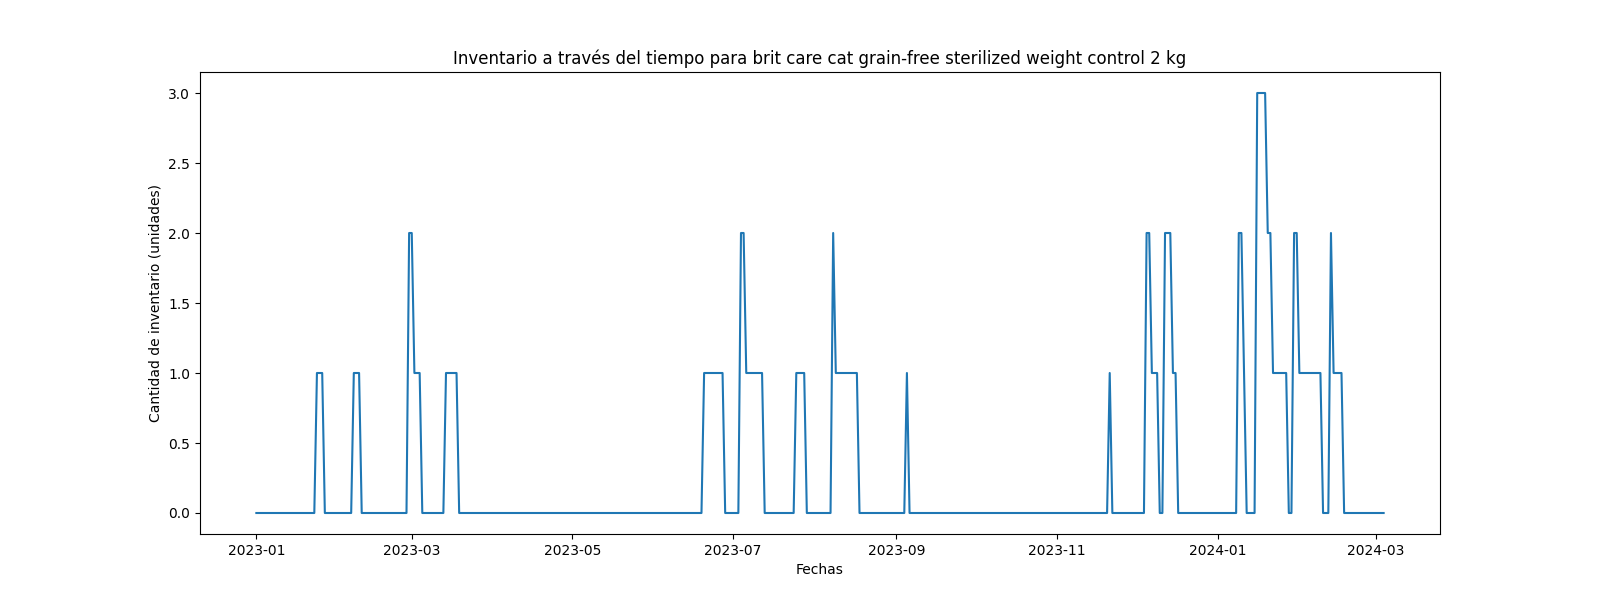 Inventario a través del tiempo para brit care cat grain-free sterilized weight control 2 kg
Cantidad de inventario (unidades)
3.0
2.5
2.0
1.5
1.0
0.5
0.0
2023-01 2023-03 2023-05 2023-07 2023-09 2023-11 2024-01 2024-03
Fechas